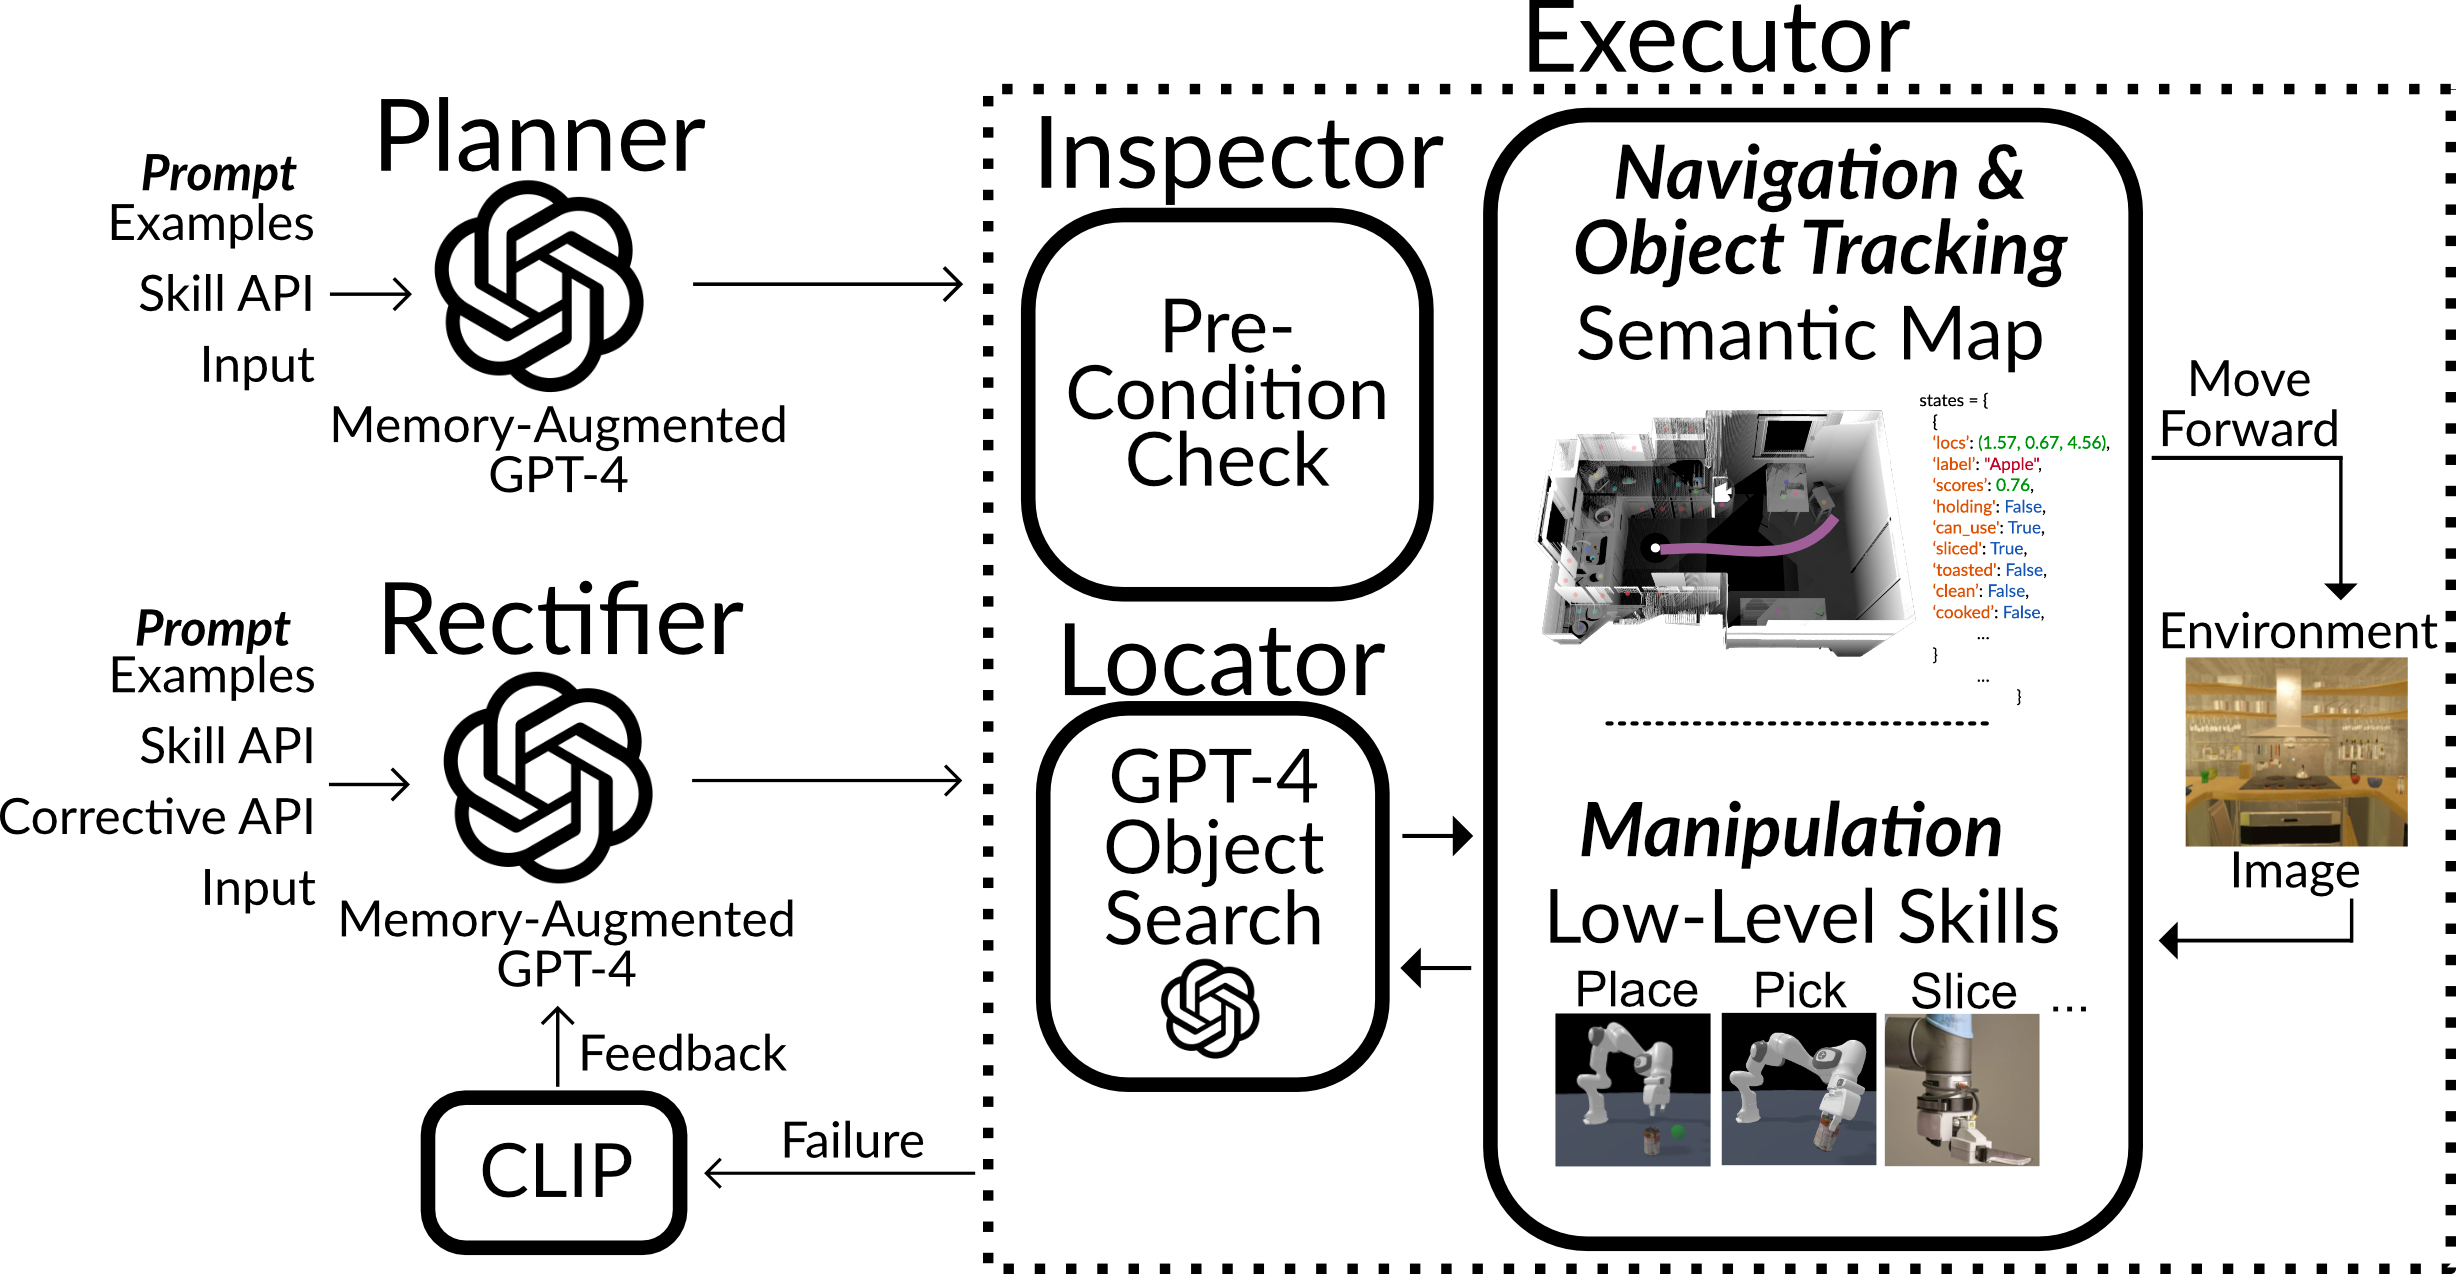 Executor
Planner
Prompt
Examples
Skill API
Input
Memory-Augmented
GPT-4
Rectifier
Prompt
Examples
Skill API
Corrective API
Input
Memory-Augmented
GPT-4
Feedback
CLIP
Failure
Inspector
Pre-
Condition
Check
Locator
GPT-4
Object
Search
Navigation &
Object Tracking
Semantic Map
states = {
{
‘locs’: (1.57, 0.67, 4.56),
‘label’: "Apple",
‘scores’: 0.76,
‘holding’: False,
‘can_use’: True,
‘sliced’: True,
‘toasted’: False,
‘clean’: False,
‘cooked’: False,
...
}
...
}
Manipulation
Low-Level Skills
Place Pick Slice ...
Move
Forward
Environment
Image